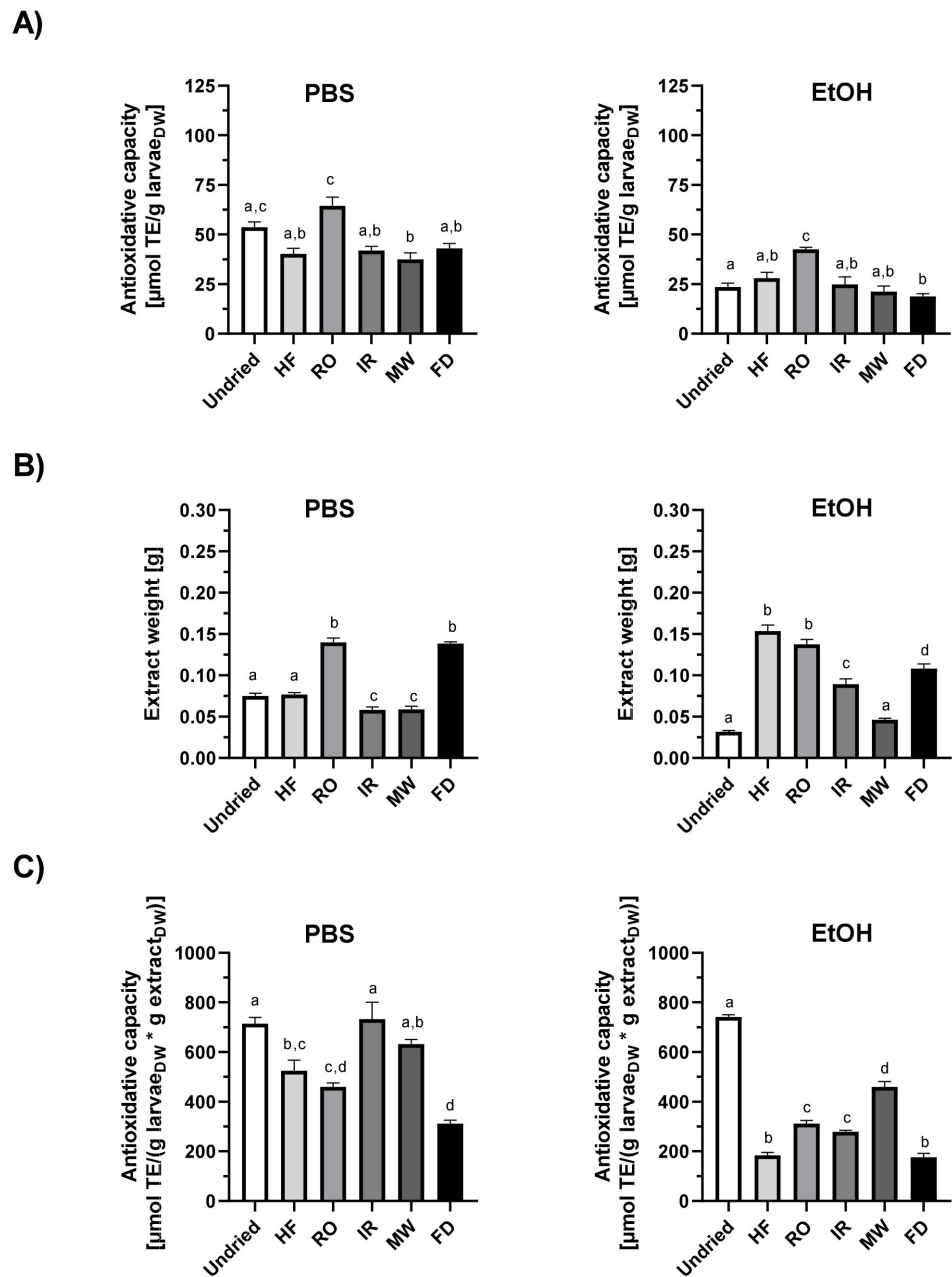 A)
PBS
Antioxidative capacity
[µmol TE/g larvaeDW]
125
100
75
50
25
0
a,c
a,b
c
a,b
b
a,b
Undried
HF
RO
IR
MW
FD
EtOH
Antioxidative capacity
[µmol TE/g larvaeDW]
125
100
75
50
25
0
a
a,b
c
a,b
a,b
b
Undried
HF
RO
IR
MW
FD
B)
PBS
Extract weight [g]
0.30
0.25
0.20
0.15
0.10
0.05
0.00
a
a
b
c
c
b
Undried
HF
RO
IR
MW
FD
EtOH
Extract weight [g]
0.30
0.25
0.20
0.15
0.10
0.05
0.00
a
b
b
c
a
d
Undried
HF
RO
IR
MW
FD
C)
PBS
Antioxidative capacity
[µmol TE/(g larvaeDW * g extractDW)]
1000
800
600
400
200
0
a
b,c
c,d
a
a,b
d
Undried
HF
RO
IR
MW
FD
EtOH
Antioxidative capacity
[µmol TE/(g larvaeDW * g extractDW)]
1000
800
600
400
200
0
a
b
c
c
d
b
Undried
HF
RO
IR
MW
FD